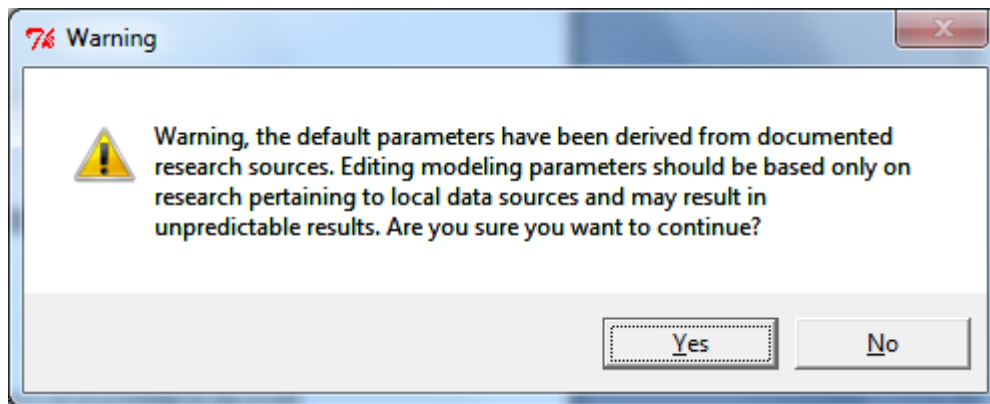 Warning
Warning, the default parameters have been derived from documented
research sources. Editing modeling parameters should be based only on
research pertaining to local data sources and may result in
unpredictable results. Are you sure you want to continue?
Yes
No